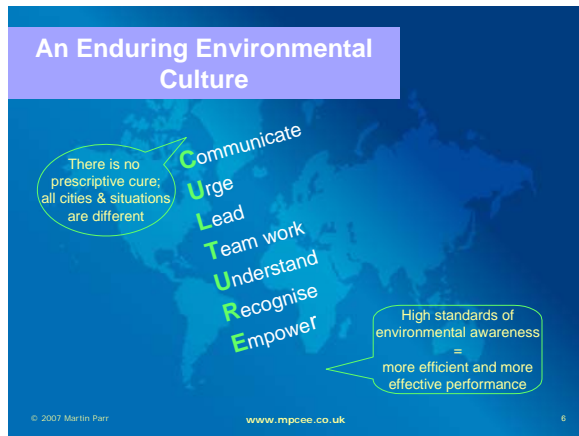 An Enduring Environmental
Culture
There is no
prescriptive cure;
all cities & situations
are different
Communicate
Urge
Lead
Team work
Understand
Recognise
Empower
High standards of
environmental awareness
=
more efficient and more
effective performance
© 2007 Martin Parr
www.mpcee.co.uk
6